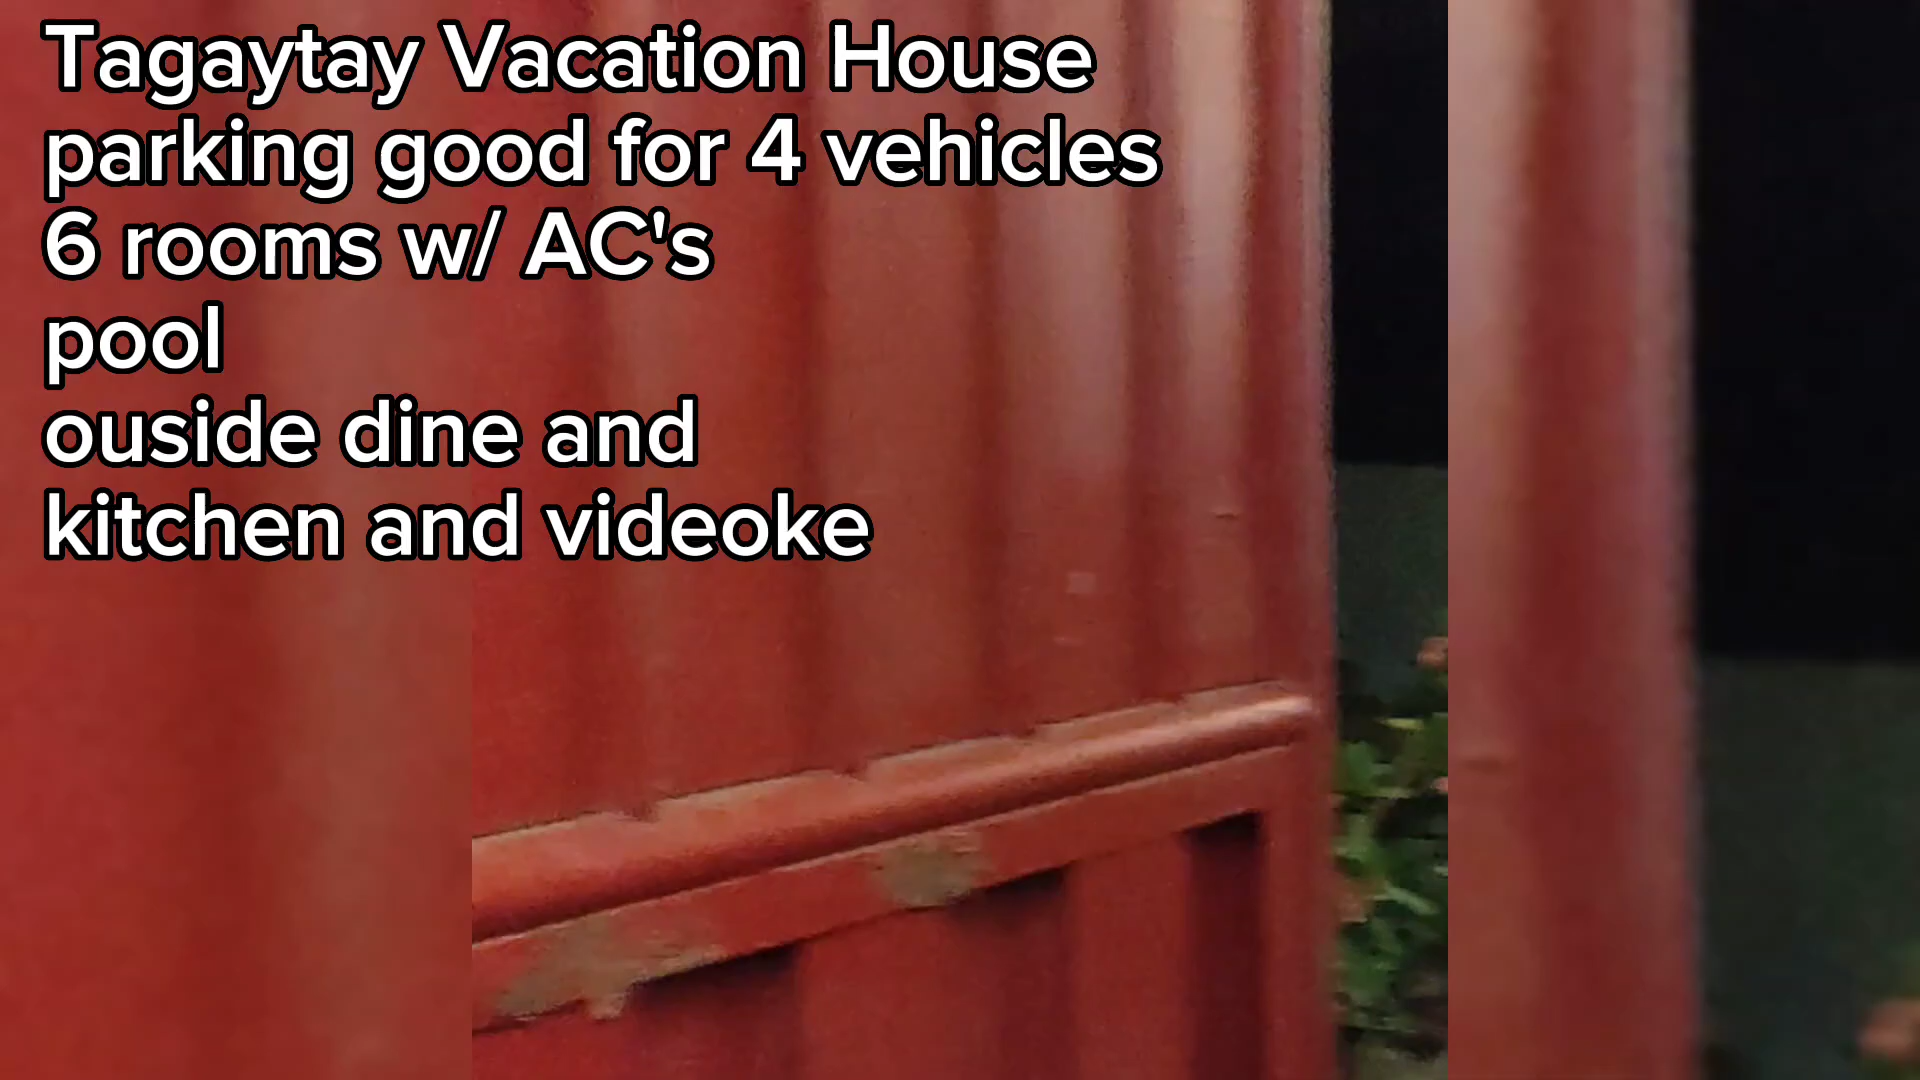 Tagaytay Vacation House
parking good for 4 vehicles
6 rooms w/ AC's
pool
ouside dine and
kitchen and videoke